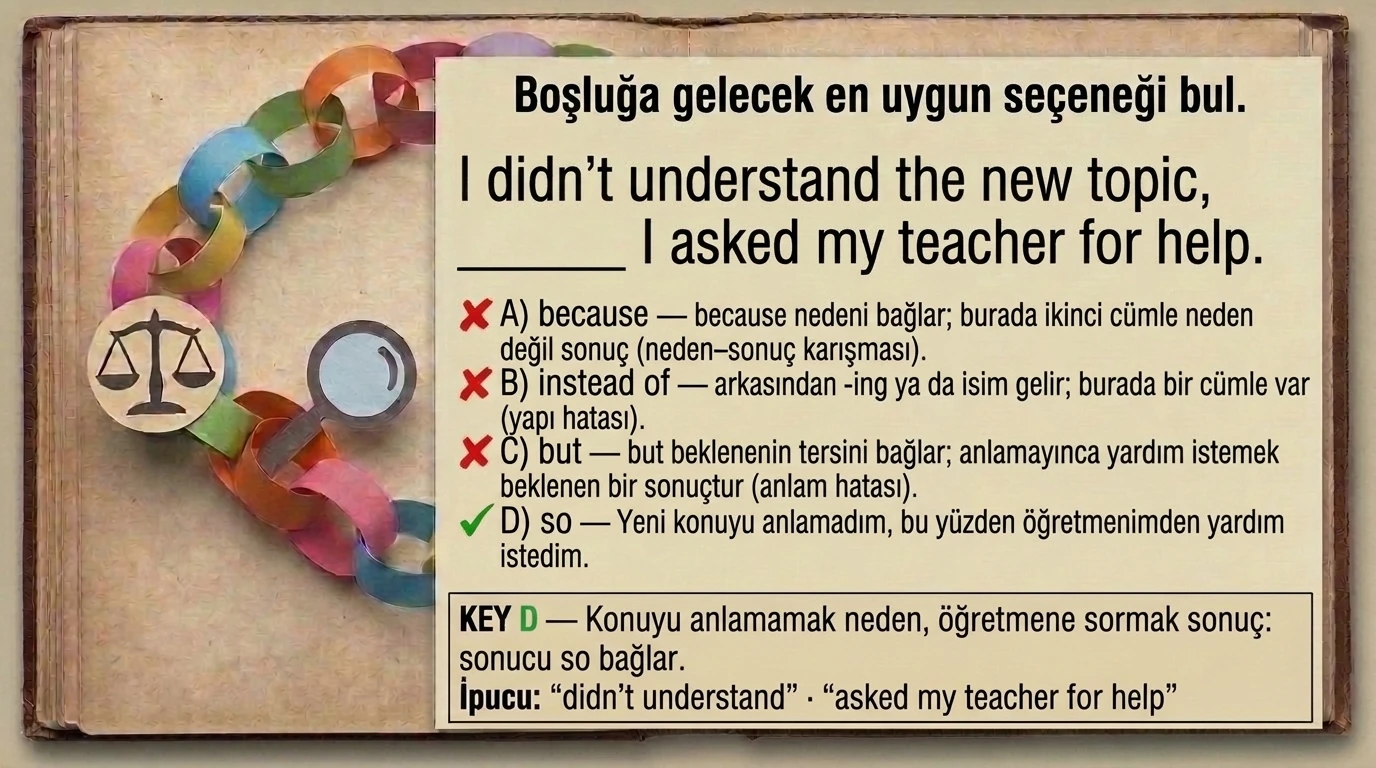 Boşluğa gelecek en uygun seçeneği bul.
I didn’t understand the new topic,
______ I asked my teacher for help.
✘ A) because — because nedeni bağlar; burada ikinci cümle neden
değil sonuç (neden–sonuç karışması).
✘ B) instead of — arkasından -ing ya da isim gelir; burada bir cümle var
(yapı hatası).
✘ C) but — but beklenenin tersini bağlar; anlamayınca yardım istemek
beklenen bir sonuçtur (anlam hatası).
✓ D) so — Yeni konuyu anlamadım, bu yüzden öğretmenimden yardım
istedim.
KEY D — Konuyu anlamamak neden, öğretmene sormak sonuç:
sonucu so bağlar.
İpucu: “didn’t understand” · “asked my teacher for help”